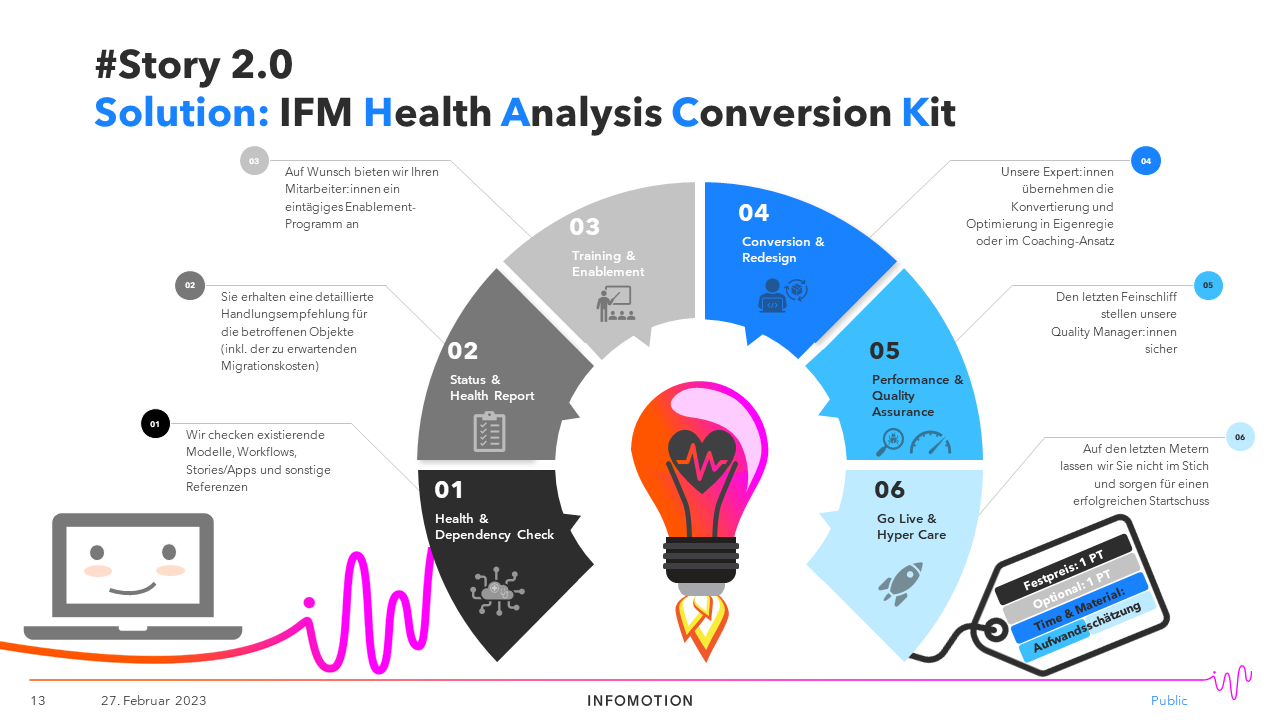 #Story 2.0
Solution: IFM Health Analysis Conversion Kit
03
Auf Wunsch bieten wir Ihren
Mitarbeiter:innen ein
eintägiges Enablement-
Programm an
04
Unsere Expert:innen
übernehmen die
Konvertierung und
Optimierung in Eigenregie
oder im Coaching-Ansatz
03
Training &
Enablement
04
Conversion &
Redesign
02
Sie erhalten eine detaillierte
Handlungsempfehlung für
die betroffenen Objekte
(inkl. der zu erwartenden
Migrationskosten)
05
Den letzten Feinschliff
stellen unsere
Quality Manager:innen
sicher
02
Status &
Health Report
05
Performance &
Quality
Assurance
01
Wir checken existierende
Modelle, Workflows,
Stories/Apps und sonstige
Referenzen
06
Auf den letzten Metern
lassen wir Sie nicht im Stich
und sorgen für einen
erfolgreichen Startschuss
01
Health &
Dependency Check
06
Go Live &
Hyper Care
Festpreis: 1 PT
Optional: 1 PT
Time & Material:
Aufwandsschätzung
13
27. Februar 2023
INFOMOTION
Public